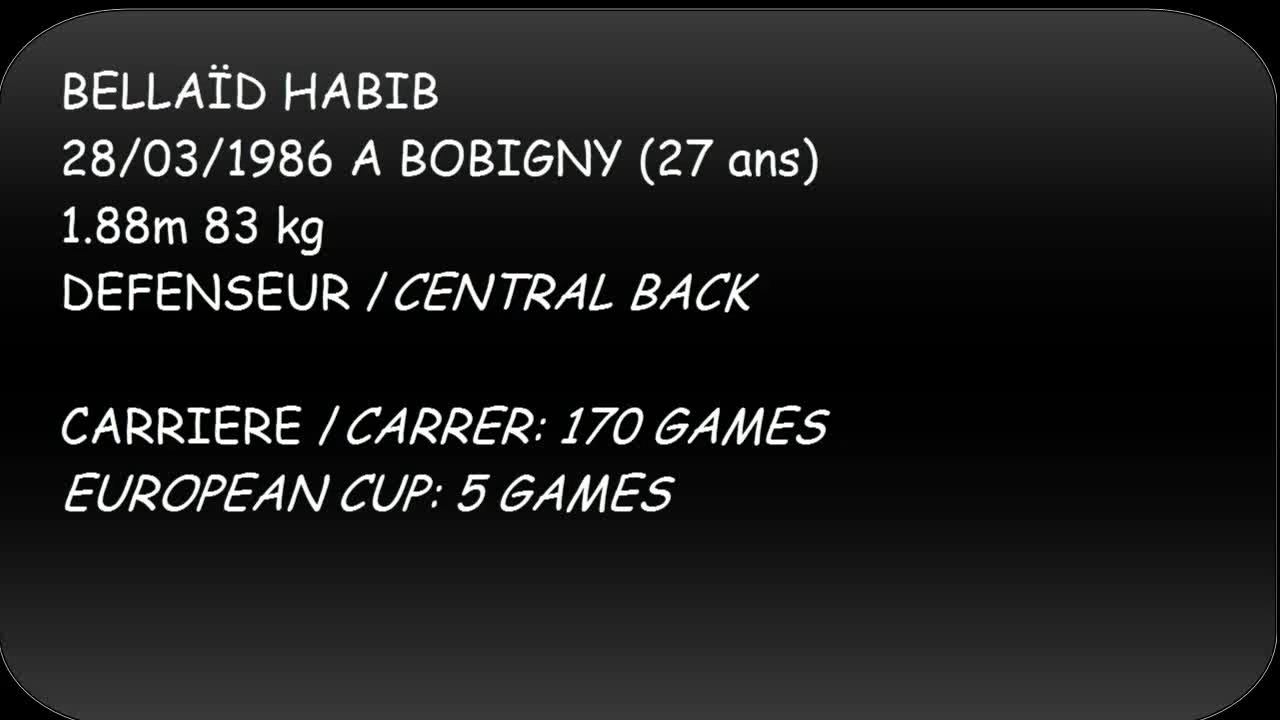 BELLAÏD HABIB
28/03/1986 A BOBIGNY (27 ans)
1.88m 83 kg
DEFENSEUR / CENTRAL BACK
CARRIERE / CARRER: 170 GAMES
EUROPEAN CUP: 5 GAMES